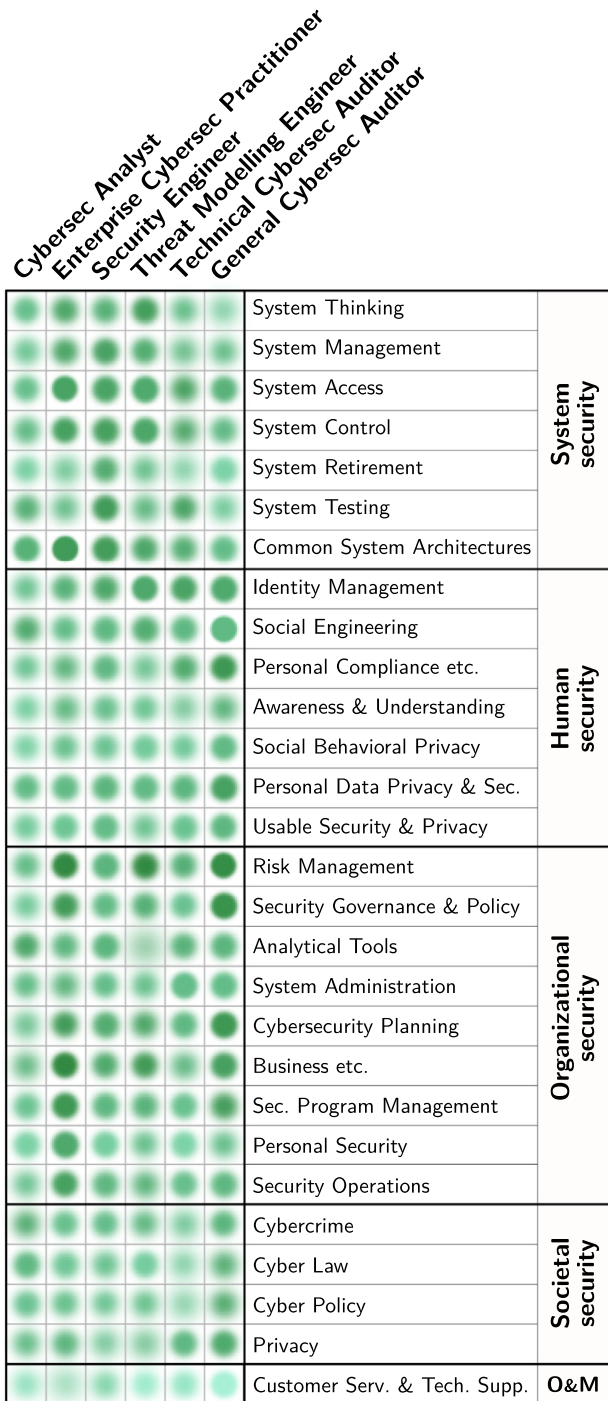 Cybersec Analyst
Enterprise Cybersec Practitioner
Security Engineer
Threat Modelling Engineer
Technical Cybersec Auditor
General Cybersec Auditor
System Thinking
System Management
System Access
System Control
System Retirement
System Testing
Common System Architectures
System
security
Identity Management
Social Engineering
Personal Compliance etc.
Awareness & Understanding
Social Behavioral Privacy
Personal Data Privacy & Sec.
Usable Security & Privacy
Human
security
Risk Management
Security Governance & Policy
Analytical Tools
System Administration
Cybersecurity Planning
Business etc.
Sec. Program Management
Personal Security
Security Operations
Organizational
security
Cybercrime
Cyber Law
Cyber Policy
Privacy
Societal
security
Customer Serv. & Tech. Supp.
O&M